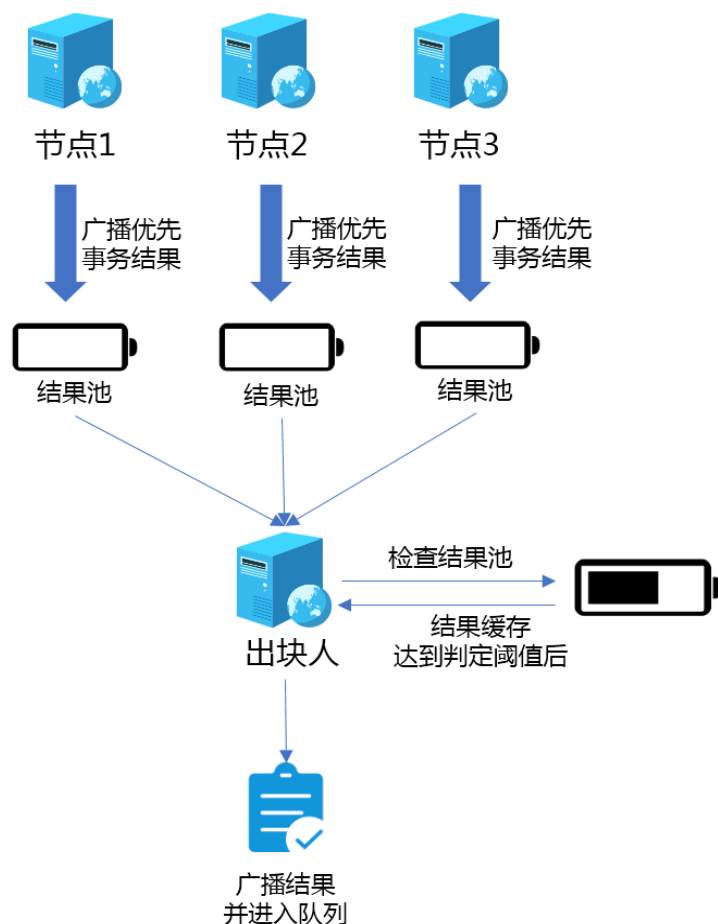 节点1
节点2
节点3
广播优先
事务结果
广播优先
事务结果
广播优先
事务结果
结果池
结果池
结果池
检查结果池
结果缓存
达到判定阈值后
出块人
广播结果
并进入队列